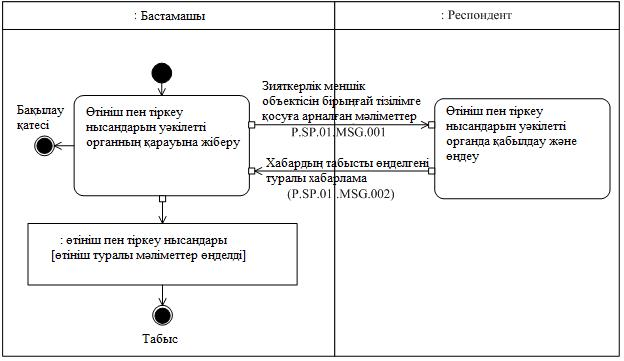 : Бастамашы
: Респондент
Бақылау
қатесі
Өтініш пен тіркеу
нысандарын уәкілетті
органның қарауына жіберу
Зияткерлік меншік
объектісін бірыңғай тізілімге
қосуға арналған мәліметтер
P.SP.01.MSG.001
Хабардың табысты өңделгені
туралы хабарлама
(P.SP.01.MSG.002)
Өтініш пен тіркеу
нысандарын уәкілетті
органда қабылдау және
өңдеу
: өтініш пен тіркеу нысандары
[өтініш туралы мәліметтер өңделді]
Табыс